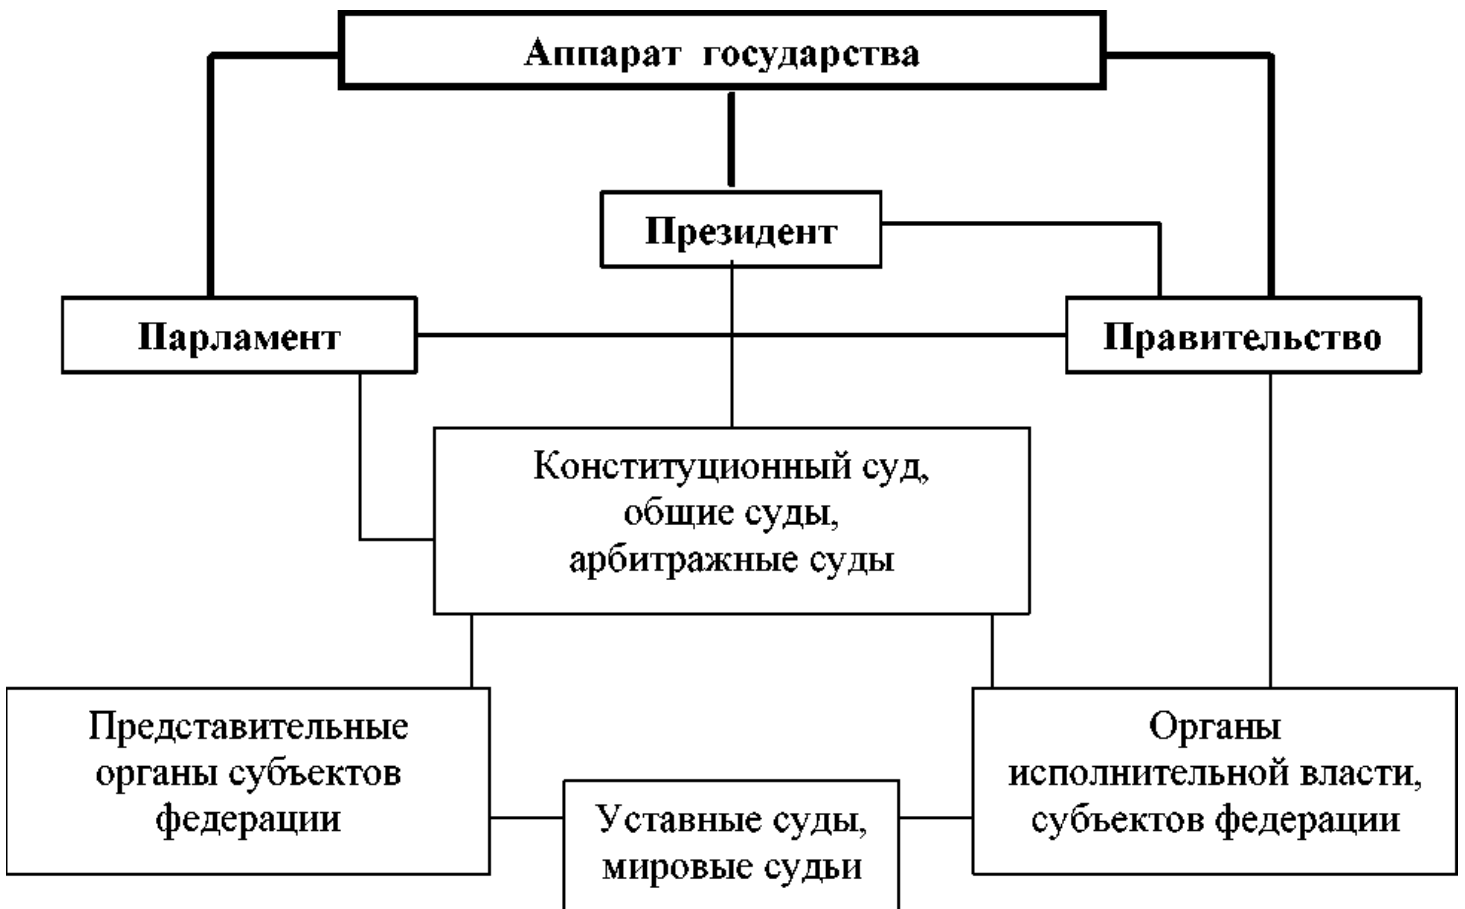 Аппарат государства
Президент
Парламент
Правительство
Конституционный суд,
общие суды,
арбитражные суды
Представительные
органы субъектов
федерации
Органы
исполнительной власти,
субъектов федерации
Уставные суды,
мировые судьи